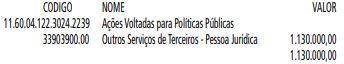 CODIGO NOME VALOR
11.60.04.122.3024.2239 Ações Voltadas para Políticas Públicas
33903900.00 Outros Serviços de Terceiros - Pessoa Jurídica 1.130.000,00
1.130.000,00